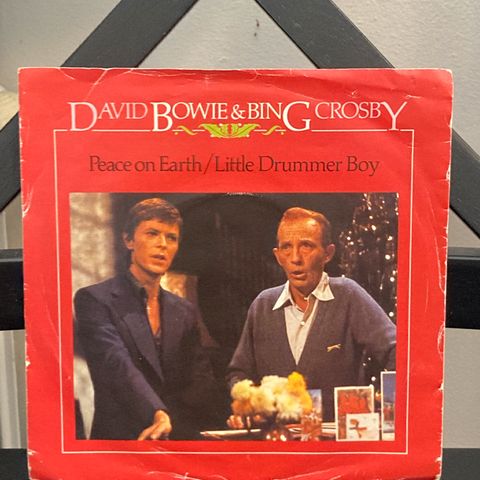 DAVID BOWIE & BING CROSBY
Peace on Earth/Little Drummer Boy